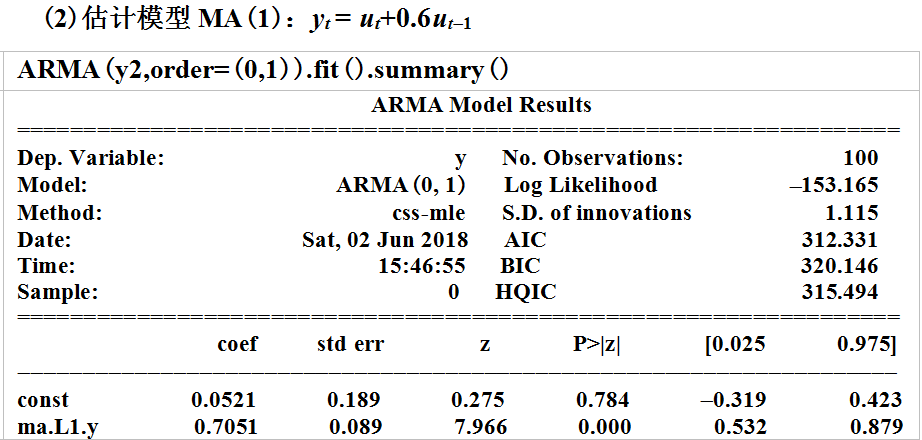 (2)估计模型 MA(1): yt = ut+0.6ut–1
ARMA(y2,order=(0,1)).fit().summary()
ARMA Model Results
==================================================================
Dep. Variable: y No. Observations: 100
Model: ARMA(0, 1) Log Likelihood –153.165
Method: css-mle S.D. of innovations 1.115
Date: Sat, 02 Jun 2018 AIC 312.331
Time: 15:46:55 BIC 320.146
Sample: 0 HQIC 315.494
==================================================================
coef std err z P>|z| [0.025 0.975]
const 0.0521 0.189 0.275 0.784 –0.319 0.423
ma.L1.y 0.7051 0.089 7.966 0.000 0.532 0.879